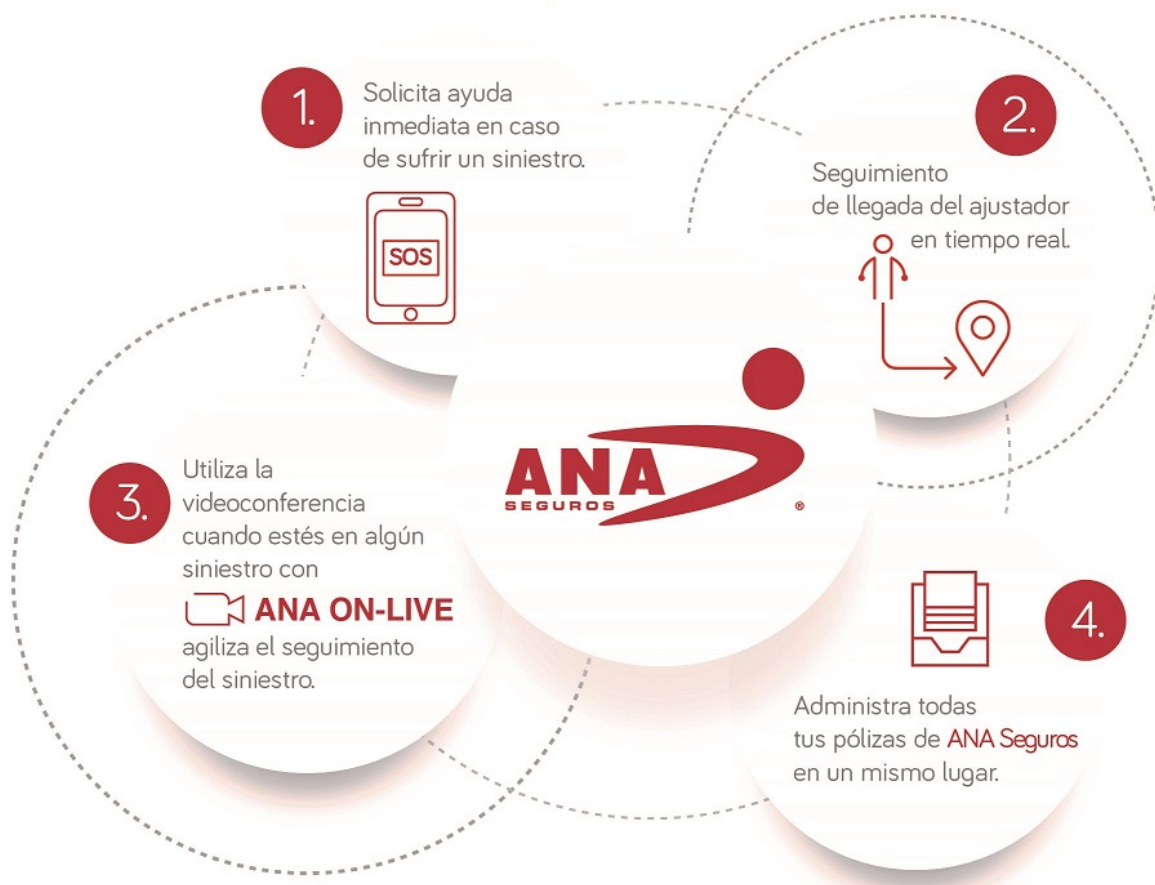 1.
Solicita ayuda
inmediata en caso
de sufrir un siniestro.
SOS
2.
Seguimiento
de llegada del ajustador
en tiempo real.
ANA
SEGUROS
®
3.
Utiliza la
videoconferencia
cuando estés en algún
siniestro con
ANA ON-LIVE
agiliza el seguimiento
del siniestro.
4.
Administra todas
tus pólizas de ANA Seguros
en un mismo lugar.